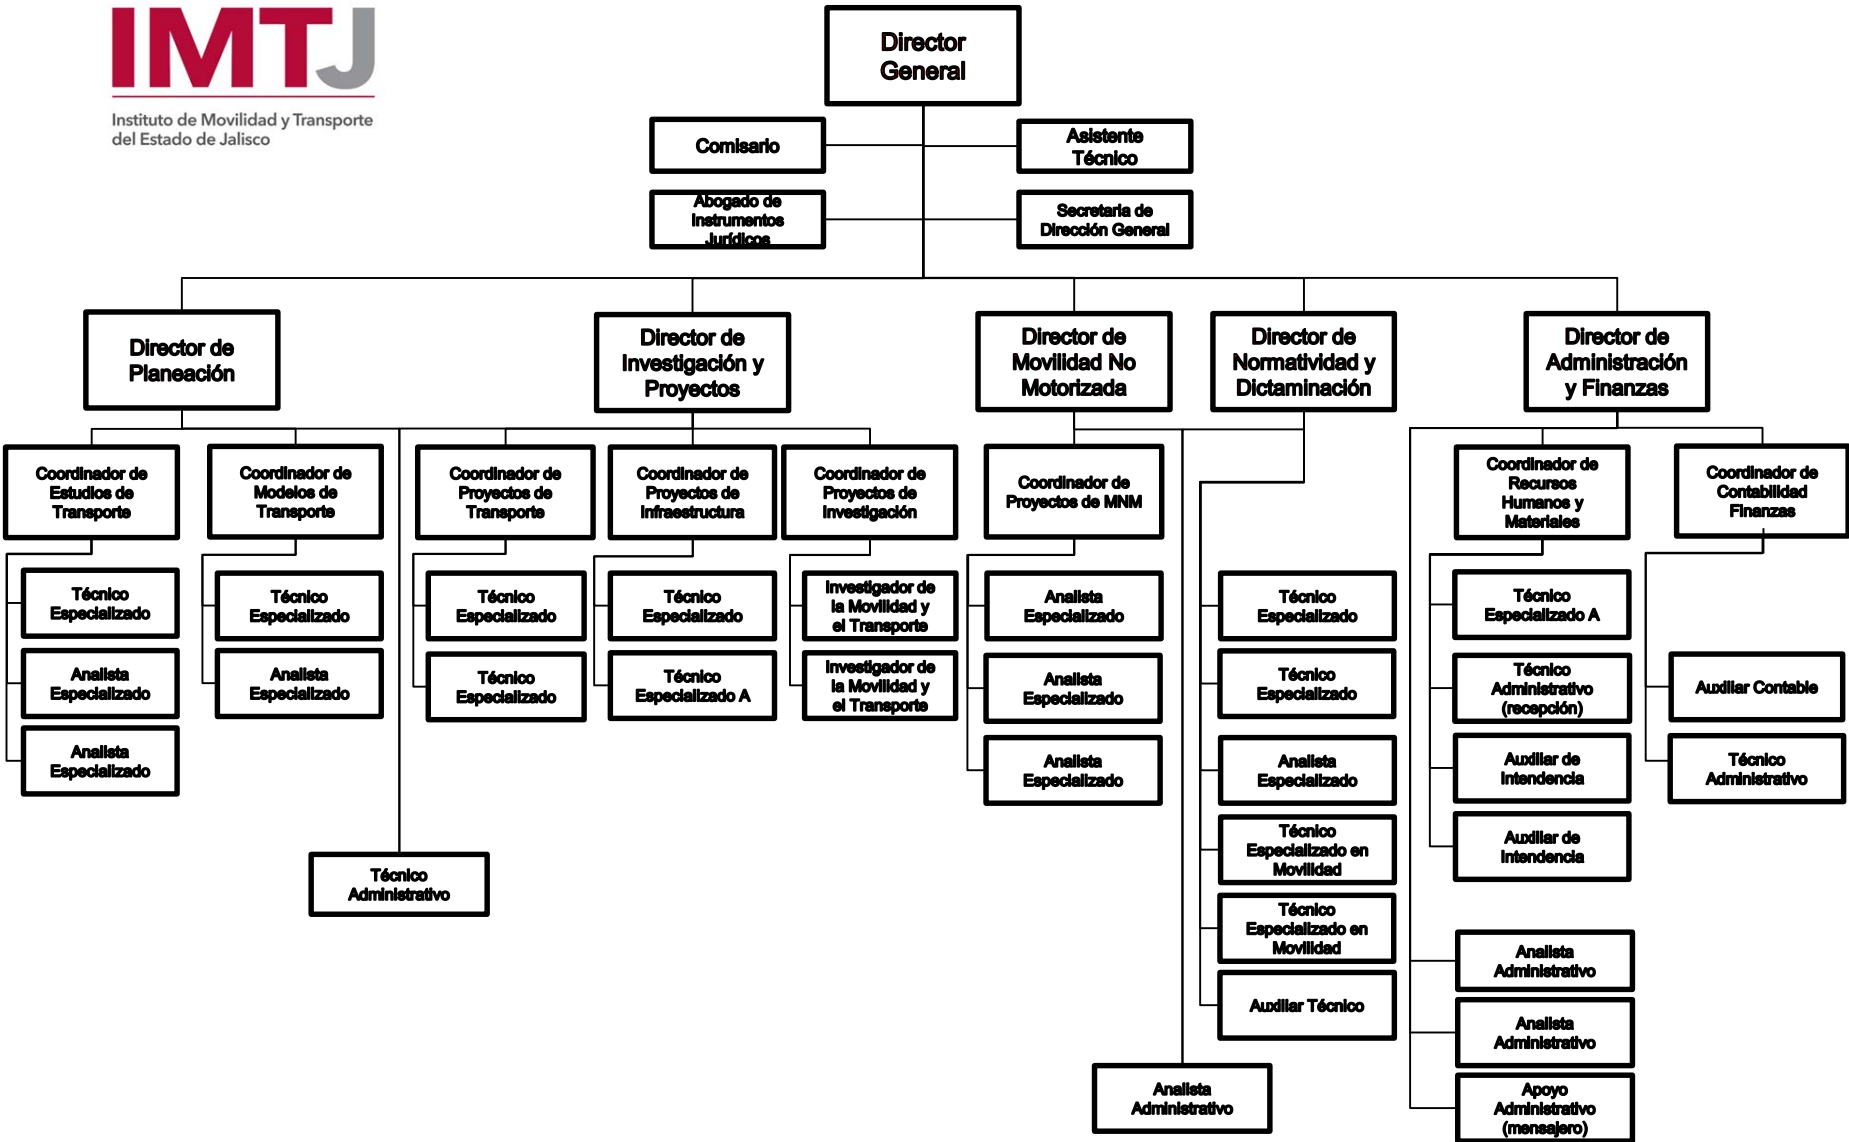 IMTJ
Instituto de Movilidad y Transporte
del Estado de Jalisco
Director
General
Comisario
Asistente
Técnico
Abogado de
Instrumentos
Jurídicos
Secretaria de
Dirección General
Director de
Planeación
Director de
Investigación y
Proyectos
Director de
Movilidad No
Motorizada
Director de
Normatividad y
Dictaminación
Director de
Administración
y Finanzas
Coordinador de
Estudios de
Transporte
Coordinador de
Modelos de
Transporte
Coordinador de
Proyectos de
Transporte
Coordinador de
Proyectos de
Infraestructura
Coordinador de
Proyectos de
Investigación
Coordinador de
Proyectos de MNM
Coordinador de
Recursos
Humanos y
Materiales
Coordinador de
Contabilidad
Finanzas
Técnico
Especializado
Analista
Especializado
Analista
Especializado
Técnico
Especializado
Analista
Especializado
Técnico
Especializado
Técnico
Especializado
Técnico
Especializado
Técnico
Especializado A
Investigador de
la Movilidad y
el Transporte
Investigador de
la Movilidad y
el Transporte
Analista
Especializado
Analista
Especializado
Analista
Especializado
Técnico
Especializado
Técnico
Especializado
Analista
Especializado
Técnico
Especializado en
Movilidad
Técnico
Especializado en
Movilidad
Auxiliar Técnico
Técnico
Especializado A
Técnico
Administrativo
(recepción)
Auxiliar de
Intendencia
Auxiliar de
Intendencia
Auxiliar Contable
Técnico
Administrativo
Técnico
Administrativo
Analista
Administrativo
Analista
Administrativo
Analista
Administrativo
Apoyo
Administrativo
(mensajero)